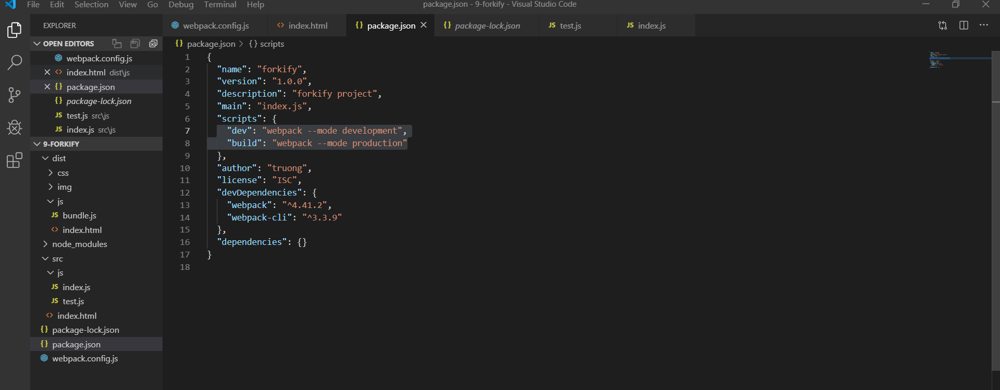 File Edit Selection View Go Debug Terminal Help
package.json - 9-forkify - Visual Studio Code
EXPLORER
webpack.config.js
index.html
package.json
package-lock.json
test.js
index.js
OPEN EDITORS
webpack.config.js
index.html dist\js
package.json
package-lock.json
test.js src\js
index.js src\js
9-FORKIFY
dist
css
img
js
bundle.js
index.html
node_modules
src
js
index.js
test.js
index.html
package-lock.json
package.json
webpack.config.js
package.json > {} scripts
1 {
2 "name": "forkify",
3 "version": "1.0.0",
4 "description": "forkify project",
5 "main": "index.js",
6 "scripts": {
7 "dev": "webpack --mode development",
8 "build": "webpack --mode production"
9 },
10 "author": "truong",
11 "license": "ISC",
12 "devDependencies": {
13 "webpack": "^4.41.2",
14 "webpack-cli": "^3.3.9"
15 },
16 "dependencies": {}
17 }
18